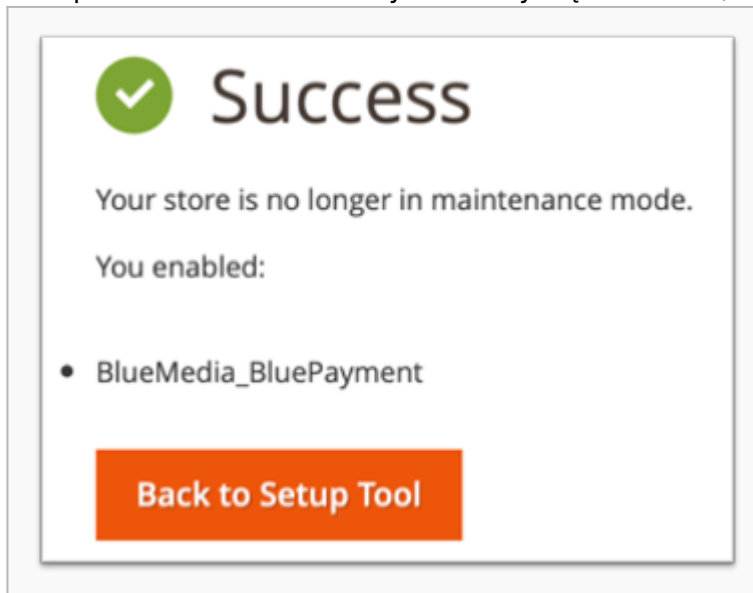 Success
Your store is no longer in maintenance mode.
You enabled:
• BlueMedia_BluePayment
Back to Setup Tool